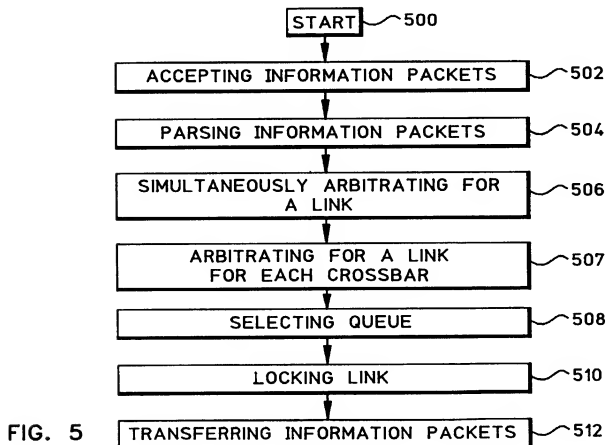 START 500
ACCEPTING INFORMATION PACKETS 502
PARSING INFORMATION PACKETS 504
SIMULTANEOUSLY ARBITRATING FOR
A LINK 506
ARBITRATING FOR A LINK
FOR EACH CROSSBAR 507
SELECTING QUEUE 508
LOCKING LINK 510
FIG. 5 TRANSFERRING INFORMATION PACKETS 512